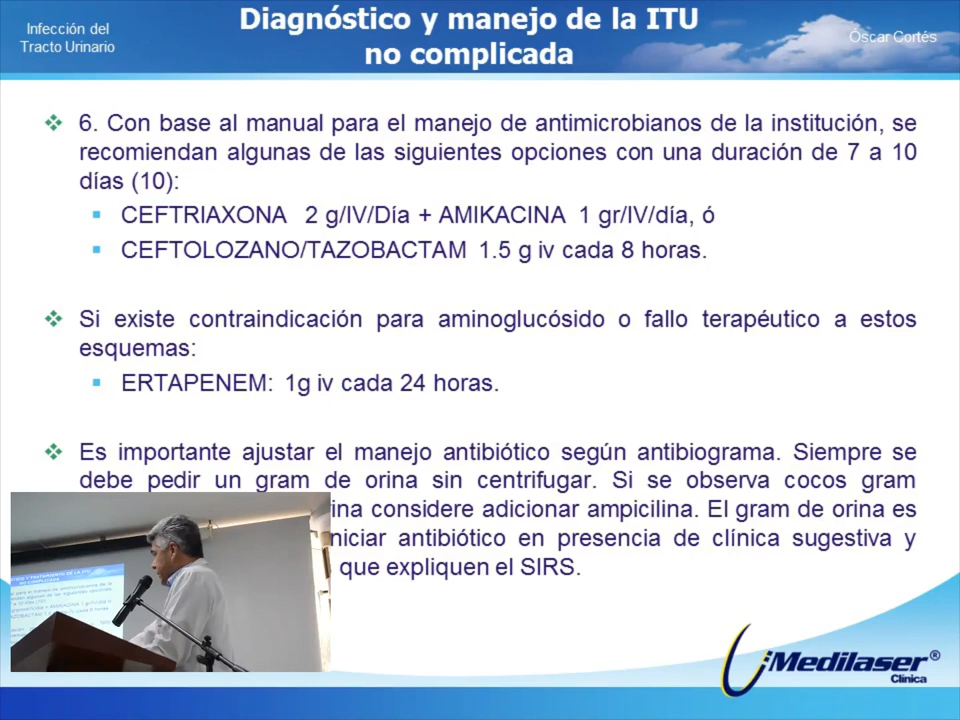 Infección del
Tracto Urinario
Diagnóstico y manejo de la ITU
no complicada
Óscar Cortés
6. Con base al manual para el manejo de antimicrobianos de la institución, se
recomiendan algunas de las siguientes opciones con una duración de 7 a 10
días (10):
CEFTRIAXONA 2 g/IV/Día + AMIKACINA 1 gr/IV/día, ó
CEFTOLOZANO/TAZOBACTAM 1.5 g iv cada 8 horas.
Si existe contraindicación para aminoglucósido o fallo terapéutico a estos
esquemas:
ERTAPENEM: 1g iv cada 24 horas.
Es importante ajustar el manejo antibiótico según antibiograma. Siempre se
debe pedir un gram de orina sin centrifugar. Si se observa cocos gram
ina considere adicionar ampicilina. El gram de orina es
niciar antibiótico en presencia de clínica sugestiva y
que expliquen el SIRS.
Medilaser®
Clínica